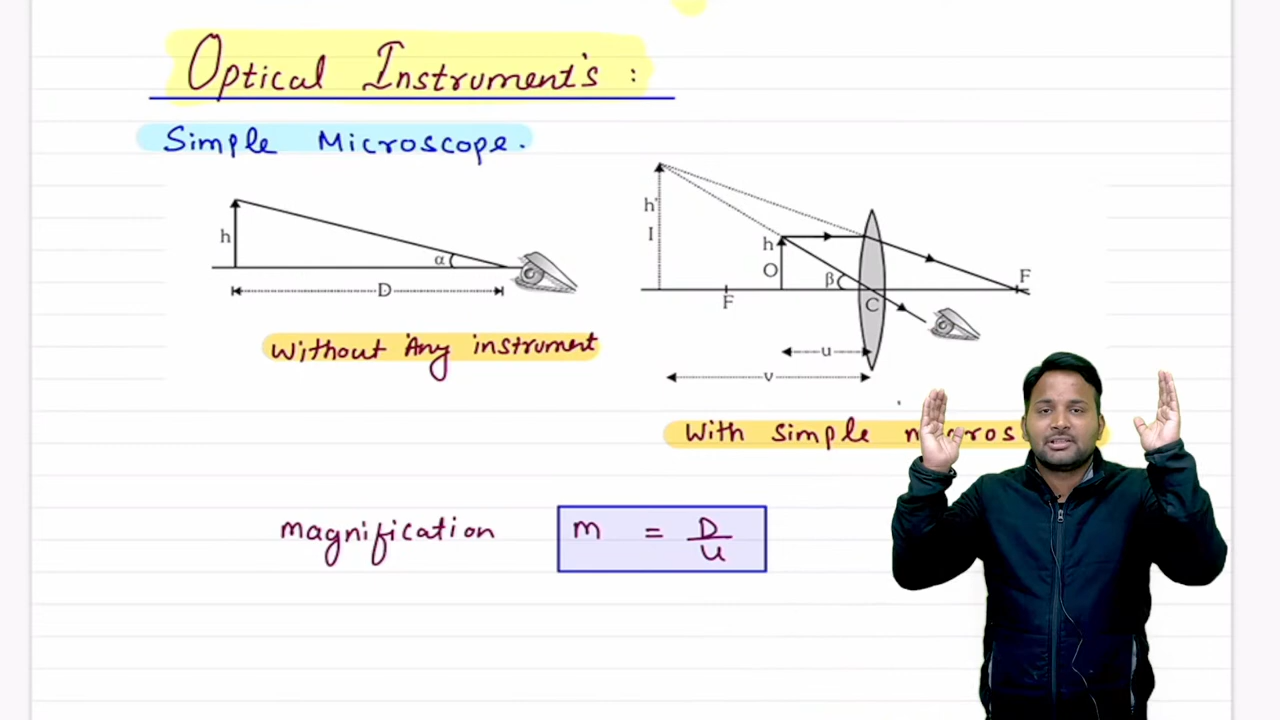 Optical Instrument's :
Simple Microscope.
h
α
D
Without Any instrument
h'
I
h
O
β
F
C
F
u
v
With simple
magnification m = D/u